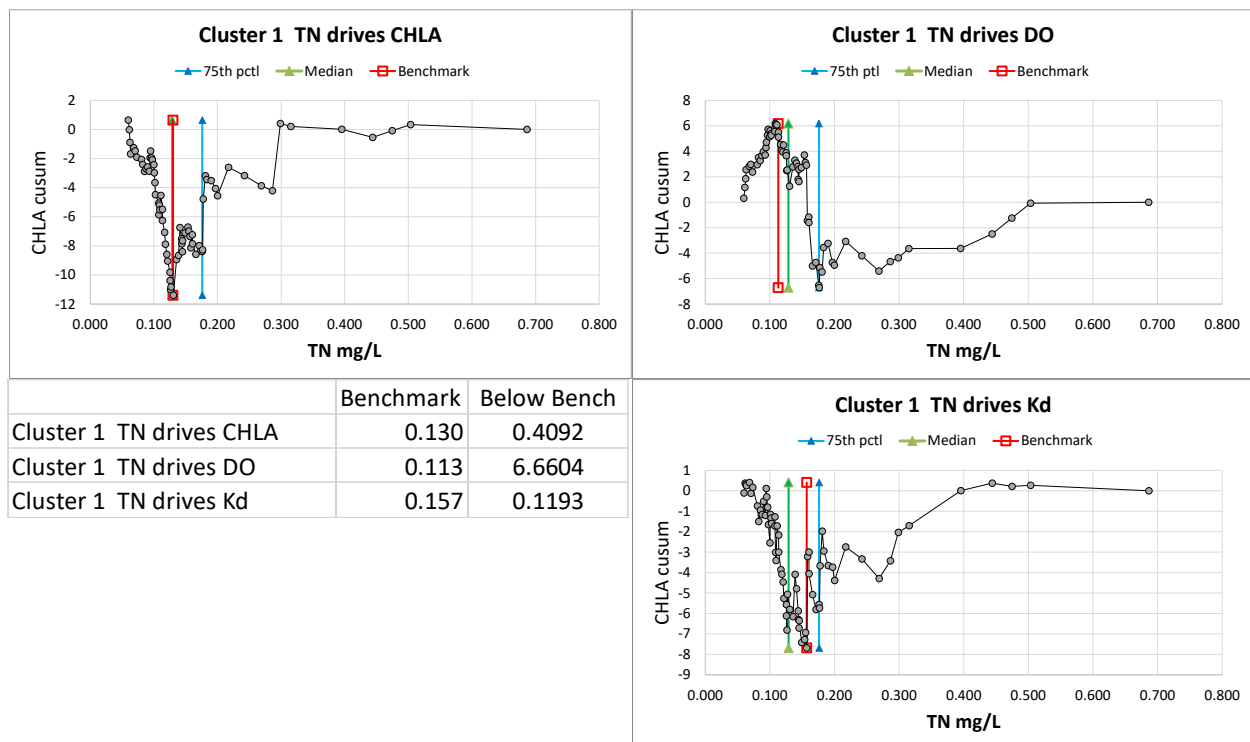 Cluster 1 TN drives CHLA
75th pctl Median Benchmark
CHLA cusum
2
0
-2
-4
-6
-8
-10
-12
0.000 0.100 0.200 0.300 0.400 0.500 0.600 0.700 0.800
TN mg/L
Cluster 1 TN drives DO
75th ptl Median Benchmark
CHLA cusum
8
6
4
2
0
-2
-4
-6
-8
0.000 0.100 0.200 0.300 0.400 0.500 0.600 0.700 0.800
TN mg/L
Benchmark Below Bench
Cluster 1 TN drives CHLA 0.130 0.4092
Cluster 1 TN drives DO 0.113 6.6604
Cluster 1 TN drives Kd 0.157 0.1193
Cluster 1 TN drives Kd
75th pctl Median Benchmark
CHLA cusum
1
0
-1
-2
-3
-4
-5
-6
-7
-8
-9
0.000 0.100 0.200 0.300 0.400 0.500 0.600 0.700 0.800
TN mg/L